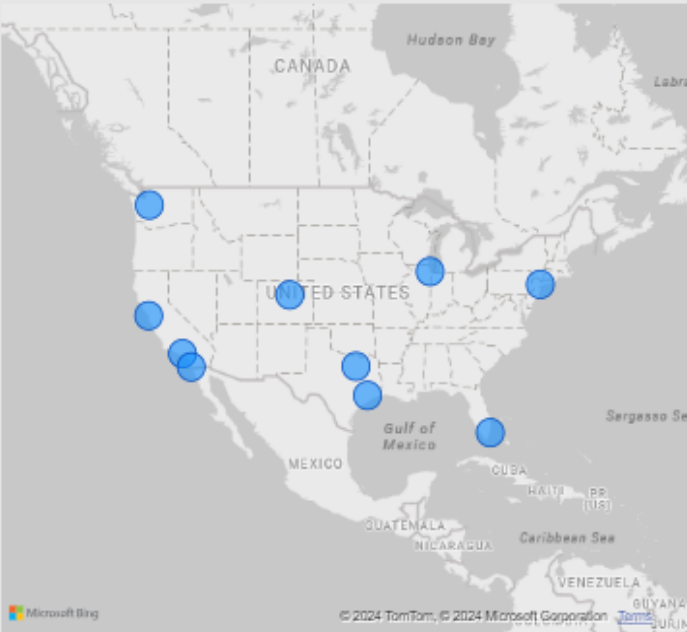 Hudson Bay
CANADA
Labra
UNITED STATES
Sargasso Se
Gulf of
Mexico
MEXICO
CUBA
HAITI
PR
(US)
GUATEMALA
Caribbean Sea
NICARAGUA
VENEZUELA
GUYANA
Microsoft Bing
© 2024 TomTom, © 2024 Microsoft Corporation Terms